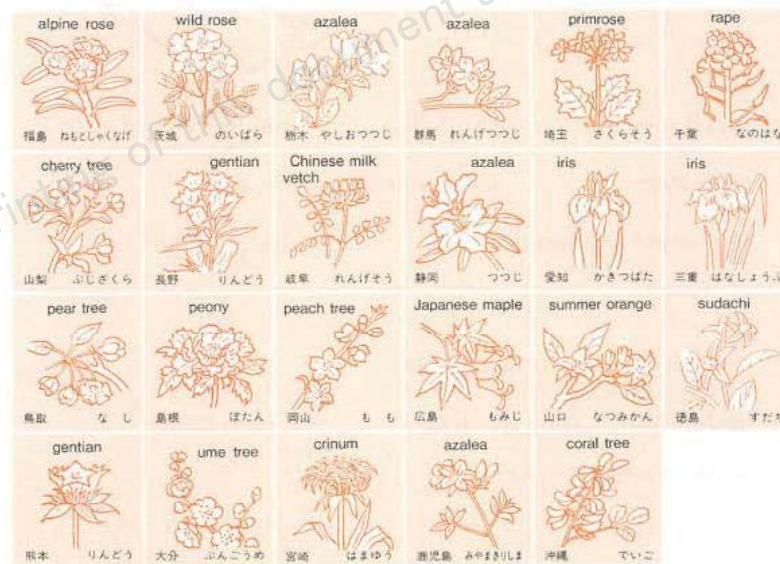 alpine rose
福島 ねもとしゃくなげ
wild rose
茨城 のいばら
azalea
栃木 やしおつつじ
azalea
群馬 れんげつつじ
primrose
埼玉 さくらそう
rape
千葉 なのはな
cherry tree
山梨 ふじざくら
gentian
長野 りんどう
Chinese milk
vetch
岐阜 れんげそう
azalea
静岡 つつじ
iris
愛知 かきつばた
iris
三重 はなしょうぶ
pear tree
鳥取 なし
peony
島根 ぼたん
peach tree
岡山 もも
Japanese maple
広島 もみじ
summer orange
山口 なつみかん
sudachi
徳島 すだち
gentian
熊本 りんどう
ume tree
大分 ぶんごうめ
crinum
宮崎 はまゆう
azalea
鹿児島 みやまきりしま
coral tree
沖縄 でいご